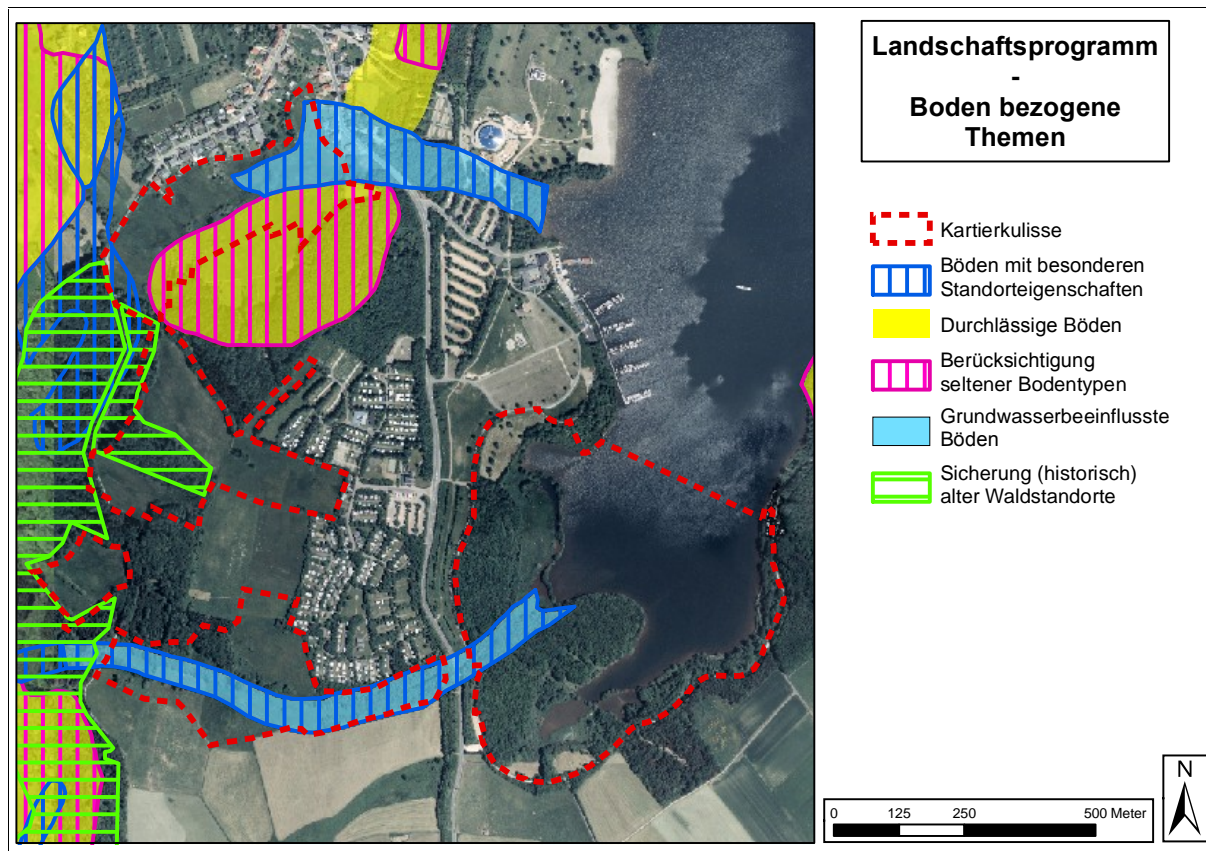 Landschaftsprogramm
-
Boden bezogene
Themen
Kartierkulisse
Böden mit besonderen
Standorteigenschaften
Durchlässige Böden
Berücksichtigung
seltener Bodentypen
Grundwasserbeeinflusste
Böden
Sicherung (historisch)
alter Waldstandorte
0 125 250 500 Meter
N